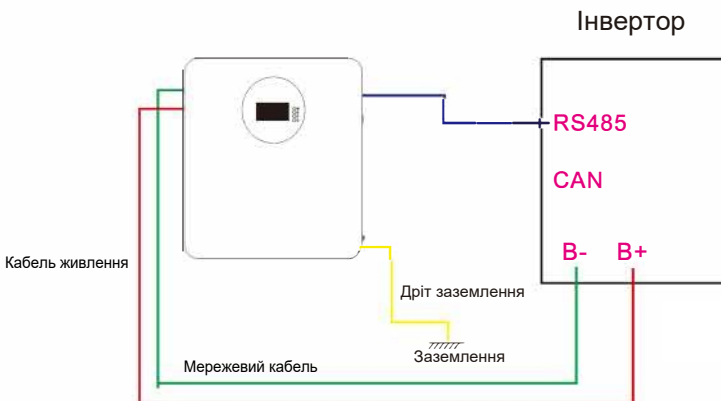 Інвертор
RS485
CAN
B-
B+
Кабель живлення
Дріт заземлення
Заземлення
Мережевий кабель